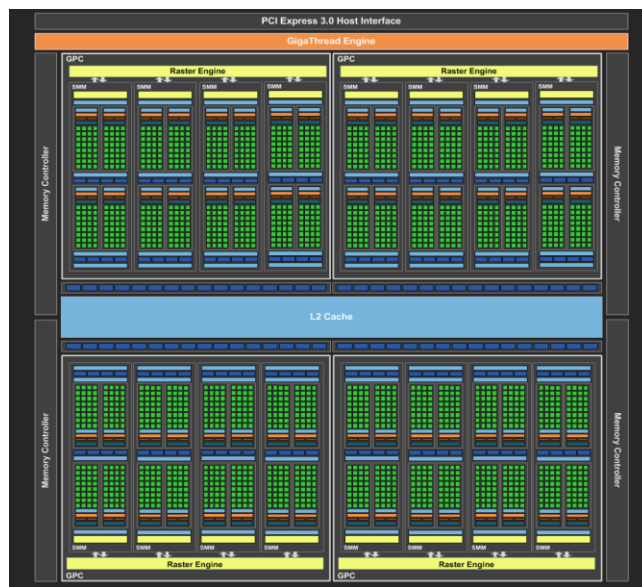 PCI Express 3.0 Host Interface
GigaThread Engine
Memory Controller
GPC
Raster Engine
SMM
SMM
SMM
SMM
GPC
Raster Engine
SMM
SMM
SMM
SMM
Memory Controller
L2 Cache
Memory Controller
SMM
SMM
SMM
SMM
Raster Engine
GPC
SMM
SMM
SMM
SMM
Raster Engine
GPC
Memory Controller